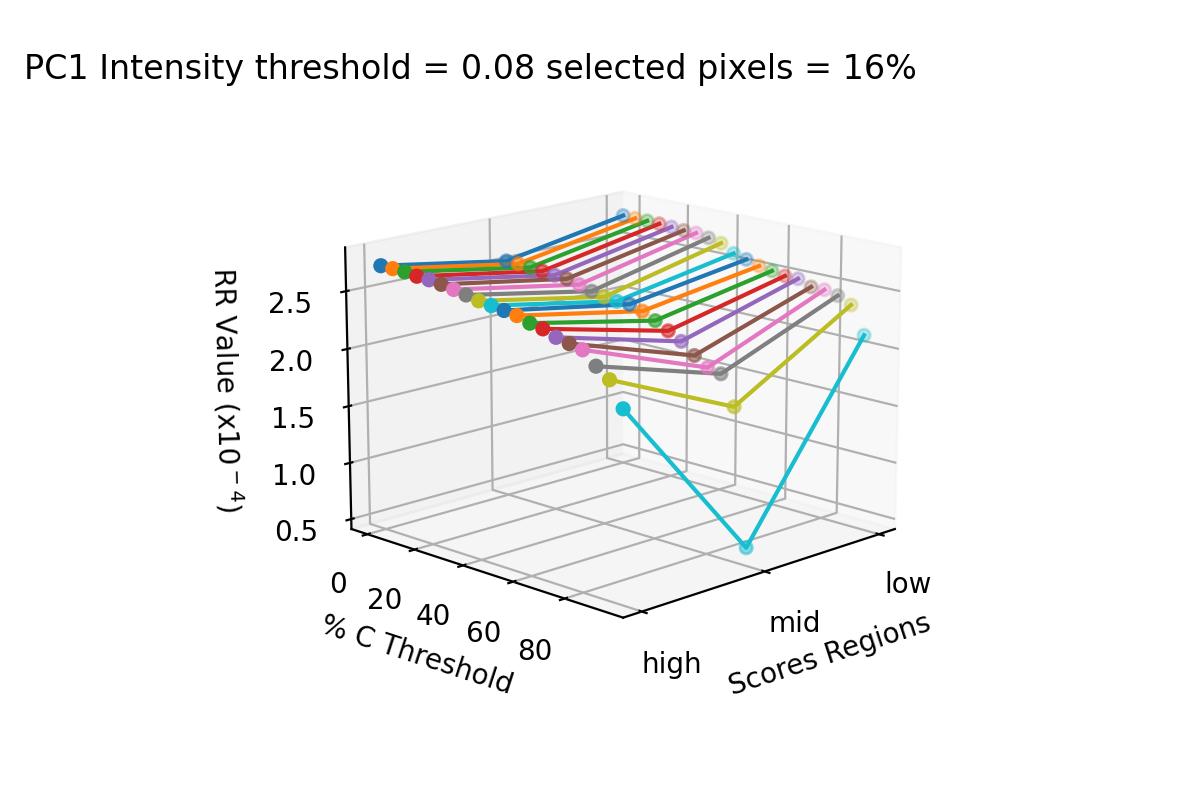 PC1 Intensity threshold = 0.08 selected pixels = 16%
RR Value (x10⁻⁴)
2.5
2.0
1.5
1.0
0.5
0
20
40
60
80
% C Threshold
high
mid
low
Scores Regions